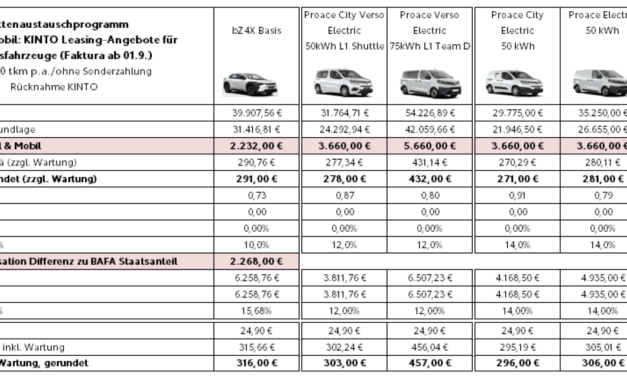 ttenaustauschprogramm
obil: KINTO Leasing-Angebote für
sfahrzeuge (Faktura ab 01.9.)
0 tkm p.a./ohne Sonderzahlung
Rücknahme KINTO
bZ4X Basis
Proace City Verso
Electric
50kWh L1 Shuttle
Proace Verso
Electric
75kWh L1 Team D
Proace City
Electric
50 kWh
Proace Electri
50 kWh
39.907,56 € 31.764,71 € 54.226,89 € 29.775,00 € 35.250,00 €
undlage 31.416,81 € 24.292,94 € 42.059,66 € 21.946,50 € 26.655,00 €
l & Mobil 2.232,00 € 3.660,00 € 5.660,00 € 3.660,00 € 3.660,00 €
ä (zzgl. Wartung) 290,76 € 277,34 € 431,14 € 270,29 € 280,11 €
ndet (zzgl. Wartung) 291,00 € 278,00 € 432,00 € 271,00 € 281,00 €
0,73 0,87 0,80 0,91 0,79
0,00 0,00 0,00 0,00 0,00
0,00% 0,00% 0,00% 0,00% 0,00%
% 10,0% 12,0% 12,0% 14,0% 14,0%
sation Differenz zu BAFA Staatsanteil 2.268,00 €
6.258,76 € 3.811,76 € 6.507,23 € 4.168,50 € 4.935,00 €
6.258,76 € 3.811,76 € 6.507,23 € 4.168,50 € 4.935,00 €
% 15,68% 12,00% 12,00% 14,00% 14,00%
24,90 € 24,90 € 24,90 € 24,90 € 24,90 €
inkl. Wartung 315,66 € 302,24 € 456,04 € 295,19 € 305,01 €
Wartung, gerundet 316,00 € 303,00 € 457,00 € 296,00 € 306,00 €